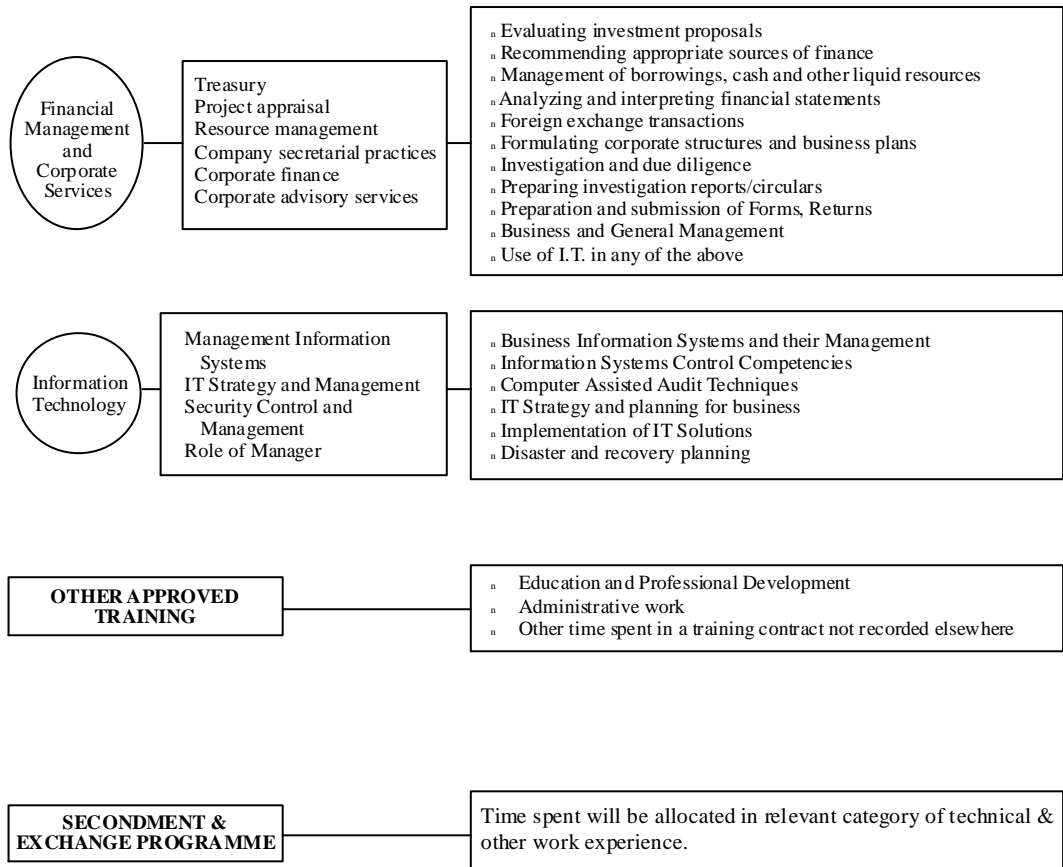 Financial
Management
and
Corporate
Services
Treasury
Project appraisal
Resource management
Company secretarial practices
Corporate finance
Corporate advisory services
n Evaluating investment proposals
n Recommending appropriate sources of finance
n Management of borrowings, cash and other liquid resources
n Analyzing and interpreting financial statements
n Foreign exchange transactions
n Formulating corporate structures and business plans
n Investigation and due diligence
n Preparing investigation reports/circulars
n Preparation and submission of Forms, Returns
n Business and General Management
n Use of I.T. in any of the above
Information
Technology
Management Information
Systems
IT Strategy and Management
Security Control and
Management
Role of Manager
n Business Information Systems and their Management
n Information Systems Control Competencies
n Computer Assisted Audit Techniques
n IT Strategy and planning for business
n Implementation of IT Solutions
n Disaster and recovery planning
OTHER APPROVED
TRAINING
n Education and Professional Development
n Administrative work
n Other time spent in a training contract not recorded elsewhere
SECONDMENT &
EXCHANGE PROGRAMME
Time spent will be allocated in relevant category of technical &
other work experience.